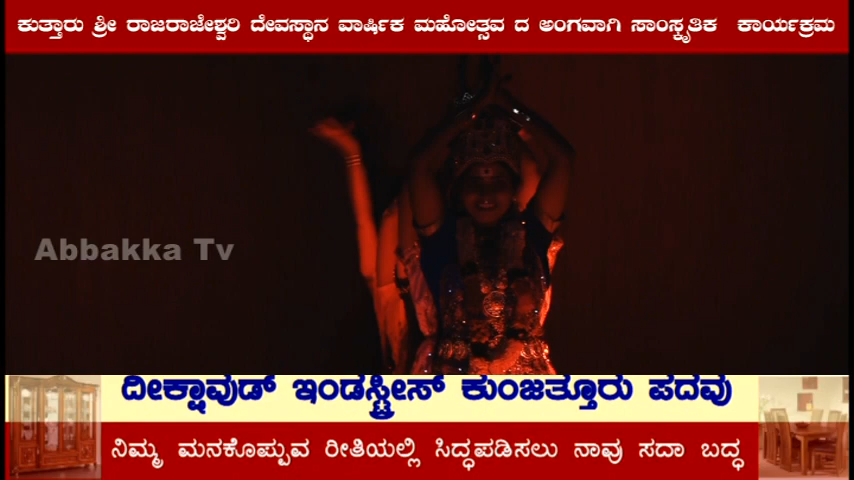 ಕುತ್ತಾರು ಶ್ರೀ ರಾಜರಾಜೇಶ್ವರಿ ದೇವಸ್ಥಾನ ವಾರ್ಷಿಕ ಮಹೋತ್ಸವ ದ ಅಂಗವಾಗಿ ಸಾಂಸ್ಕೃತಿಕ ಕಾರ್ಯಕ್ರಮ
Abbakka Tv
ದೀಕ್ಷಾವುಡ್ ಇಂಡಸ್ಟ್ರೀಸ್ ಕುಂಜತ್ತೂರು ಪದವು
ನಿಮ್ಮ ಮನಕೊಪ್ಪುವ ರೀತಿಯಲ್ಲಿ ಸಿದ್ಧಪಡಿಸಲು ನಾವು ಸದಾ ಬದ್ಧ